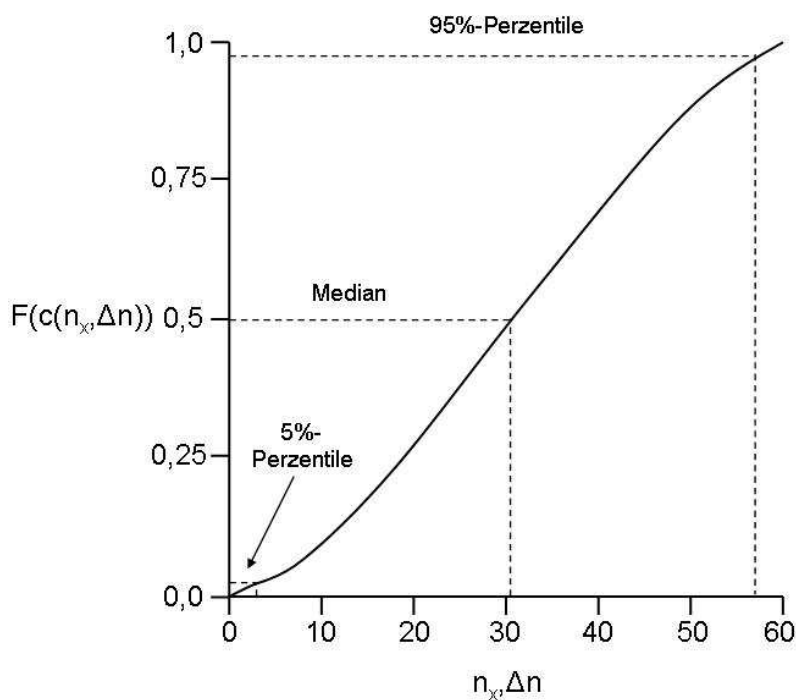 95%-Perzentile
1,0
0,75
Median
F(c(nₓ,Δn)) 0,5
5%-
Perzentile
0,25
0,0
0 10 20 30 40 50 60
nₓ,Δn